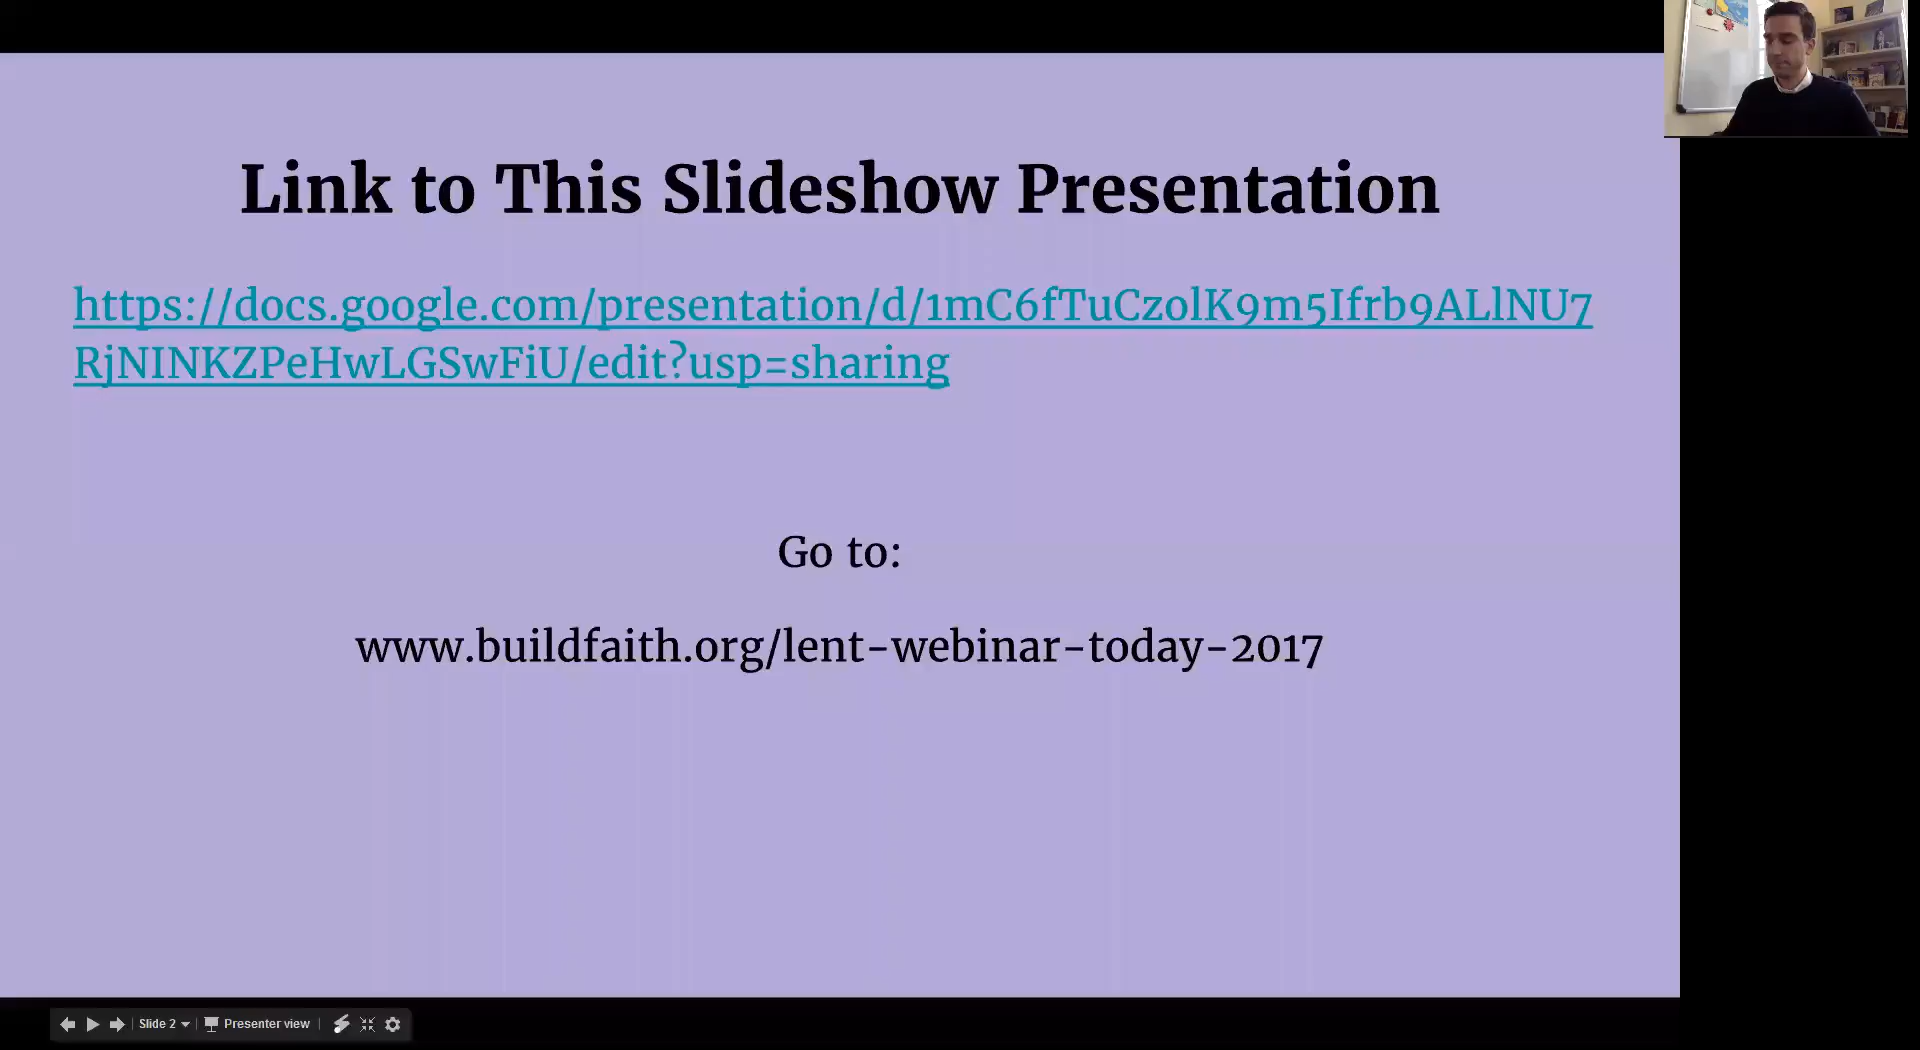 Link to This Slideshow Presentation
https://docs.google.com/presentation/d/1mC6fTuCzolK9m5Ifrb9ALlNU7
RjNINKZPeHwLGSwFiU/edit?usp=sharing
Go to:
www.buildfaith.org/lent-webinar-today-2017
Slide 2
Presenter view